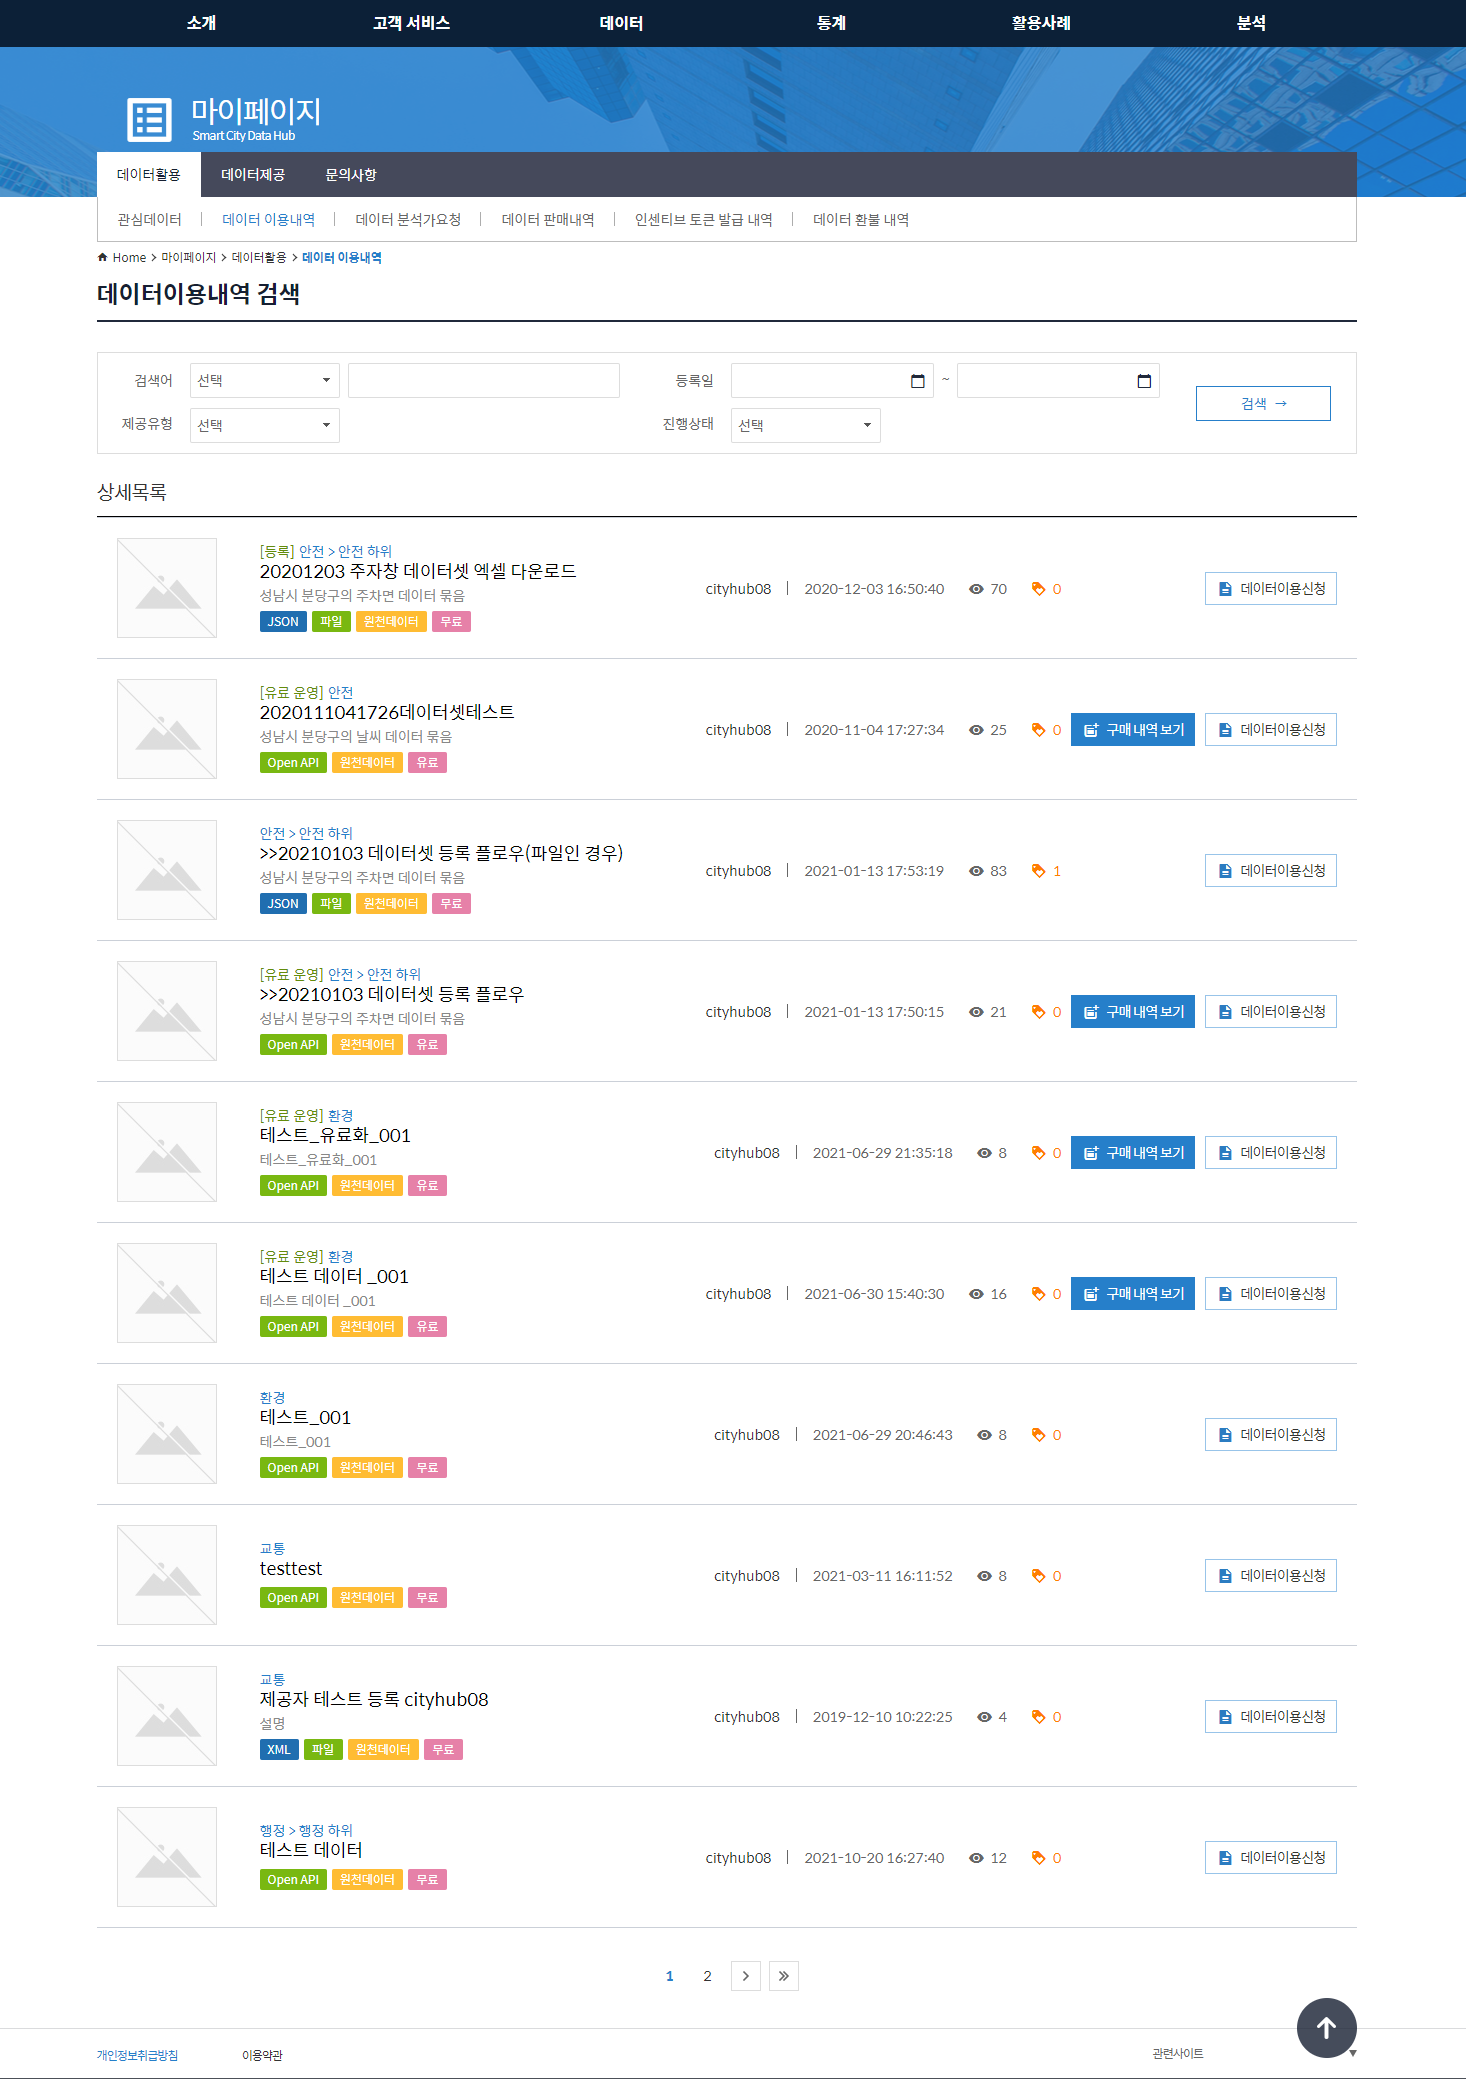 소개 고객 서비스 데이터 통계 활용사례 분석
마이페이지
Smart City Data Hub
데이터활용 데이터제공 문의사항
관심데이터 데이터 이용내역 데이터 분석가요청 데이터 판매내역 인센티브 토큰 발급 내역 데이터 환불 내역
Home > 마이페이지 > 데이터활용 > 데이터 이용내역
데이터이용내역 검색
검색어 선택 등록일 ~
검색 →
제공유형 선택 진행상태 선택
상세목록
[등록] 안전 > 안전 하위
20201203 주자창 데이터셋 엑셀 다운로드
성남시 분당구의 주차면 데이터 묶음
JSON 파일 원천데이터 무료
cityhub08 2020-12-03 16:50:40 70 0 데이터이용신청
[유료 운영] 안전
2020111041726데이터셋테스트
성남시 분당구의 날씨 데이터 묶음
Open API 원천데이터 유료
cityhub08 2020-11-04 17:27:34 25 0 구매 내역 보기 데이터이용신청
안전 > 안전 하위
>>20210103 데이터셋 등록 플로우(파일인 경우)
성남시 분당구의 주차면 데이터 묶음
JSON 파일 원천데이터 무료
cityhub08 2021-01-13 17:53:19 83 1 데이터이용신청
[유료 운영] 안전 > 안전 하위
>>20210103 데이터셋 등록 플로우
성남시 분당구의 주차면 데이터 묶음
Open API 원천데이터 유료
cityhub08 2021-01-13 17:50:15 21 0 구매 내역 보기 데이터이용신청
[유료 운영] 환경
테스트_유료화_001
테스트_유료화_001
Open API 원천데이터 유료
cityhub08 2021-06-29 21:35:18 8 0 구매 내역 보기 데이터이용신청
[유료 운영] 환경
테스트 데이터 _001
테스트 데이터 _001
Open API 원천데이터 유료
cityhub08 2021-06-30 15:40:30 16 0 구매 내역 보기 데이터이용신청
환경
테스트_001
테스트_001
Open API 원천데이터 무료
cityhub08 2021-06-29 20:46:43 8 0 데이터이용신청
교통
testtest
Open API 원천데이터 무료
cityhub08 2021-03-11 16:11:52 8 0 데이터이용신청
교통
제공자 테스트 등록 cityhub08
설명
XML 파일 원천데이터 무료
cityhub08 2019-12-10 10:22:25 4 0 데이터이용신청
행정 > 행정 하위
테스트 데이터
Open API 원천데이터 무료
cityhub08 2021-10-20 16:27:40 12 0 데이터이용신청
1 2
개인정보취급방침 이용약관 관련사이트